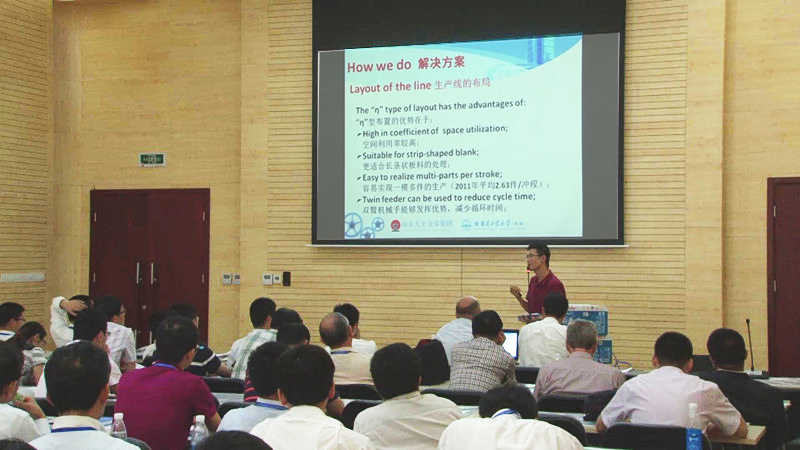 How we do 解决方案
Layout of the line 生产线的布局
The “η” type of layout has the advantages of:
“η”型布置的优势在于：
➤High in coefficient of space utilization;
空间利用率较高；
➤Suitable for strip-shaped blank;
更适合长条状板料的处理；
➤Easy to realize multi-parts per stroke;
容易实现一模多件的生产（2011年平均2.63件/冲程）；
➤Twin feeder can be used to reduce cycle time;
双臂机械手能够发挥优势，减少循环时间；